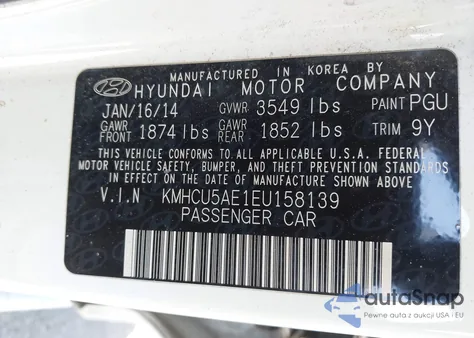 MANUFACTURED IN KOREA BY
HYUNDAI MOTOR COMPANY
JAN/16/14 GVWR 3549 lbs PAINT PGU
GAWR FRONT 1874 lbs GAWR REAR 1852 lbs TRIM 9Y
THIS VEHICLE CONFORMS TO ALL APPLICABLE U.S.A. FEDERAL
MOTOR VEHICLE SAFETY, BUMPER, AND THEFT PREVENTION STANDARDS
IN EFFECT ON THE DATE OF MANUFACTURE SHOWN ABOVE.
V.I.N KMHCU5AE1EU158139
PASSENGER CAR
autoSnap
Pewne auta z aukcji USA i EU